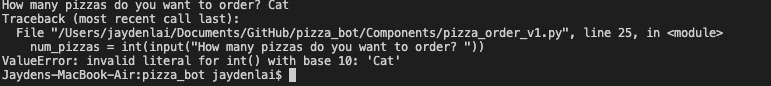 How many pizzas do you want to order? Cat
Traceback (most recent call last):
  File "/Users/jaydenlai/Documents/GitHub/pizza_bot/Components/pizza_order_v1.py", line 25, in <module>
    num_pizzas = int(input("How many pizzas do you want to order? "))
ValueError: invalid literal for int() with base 10: 'Cat'
Jaydens-MacBook-Air:pizza_bot jaydenlai$